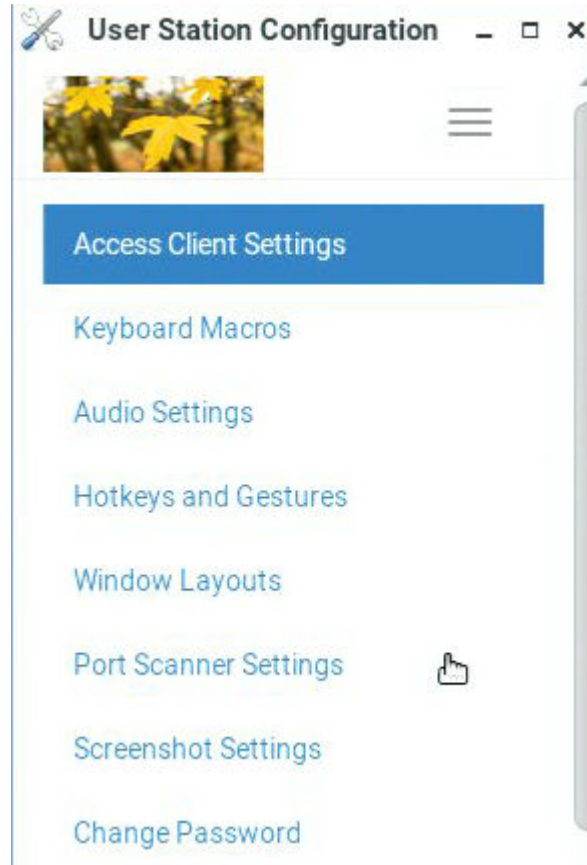 User Station Configuration
Access Client Settings
Keyboard Macros
Audio Settings
Hotkeys and Gestures
Window Layouts
Port Scanner Settings
Screenshot Settings
Change Password